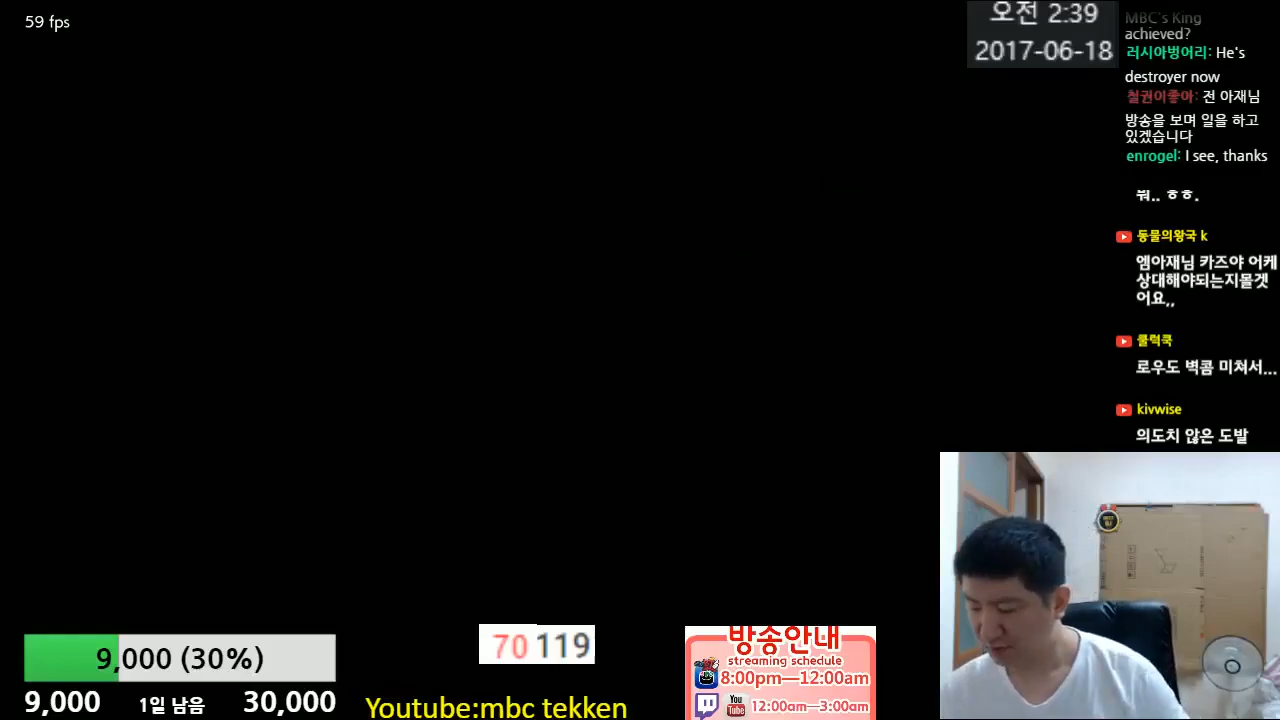 59 fps
오전 2:39
2017-06-18
MBC's King
achieved?
러시아벙어리: He's
destroyer now
철권이좋아: 전 아재님
방송을 보며 일을 하고
있겠습니다
enrogel: I see, thanks
뭐.. ㅎㅎ.
동물의왕국 k
엠아재님 카즈야 어케
상대해야되는지몰겟
어요,,
쿨럭쿡
로우도 벽콤 미쳐서...
kivwise
의도치 않은 도발
9,000 (30%)
9,000 1일 남음 30,000
70 119
Youtube:mbc tekken
방송안내
streaming schedule
8:00pm—12:00am
You Tube 12:00am—3:00am